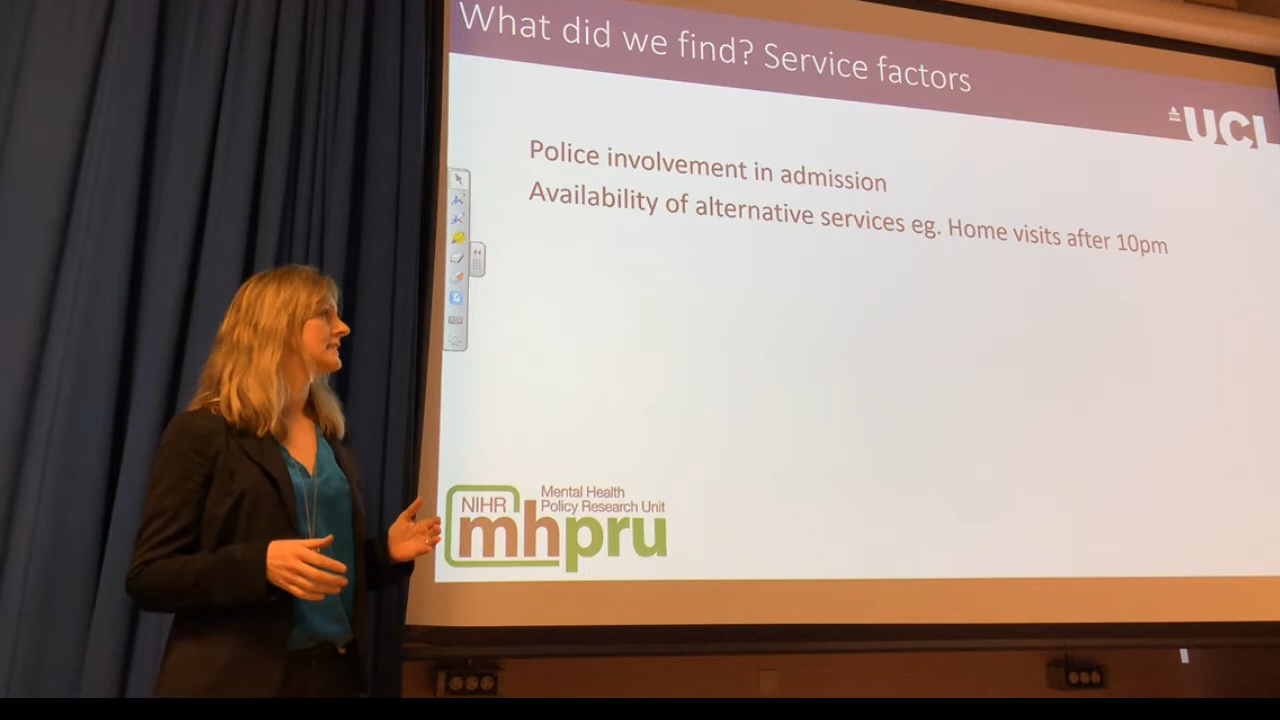 What did we find? Service factors
UCL
Police involvement in admission
Availability of alternative services eg. Home visits after 10pm
NIHR
Mental Health
Policy Research Unit
mhpru